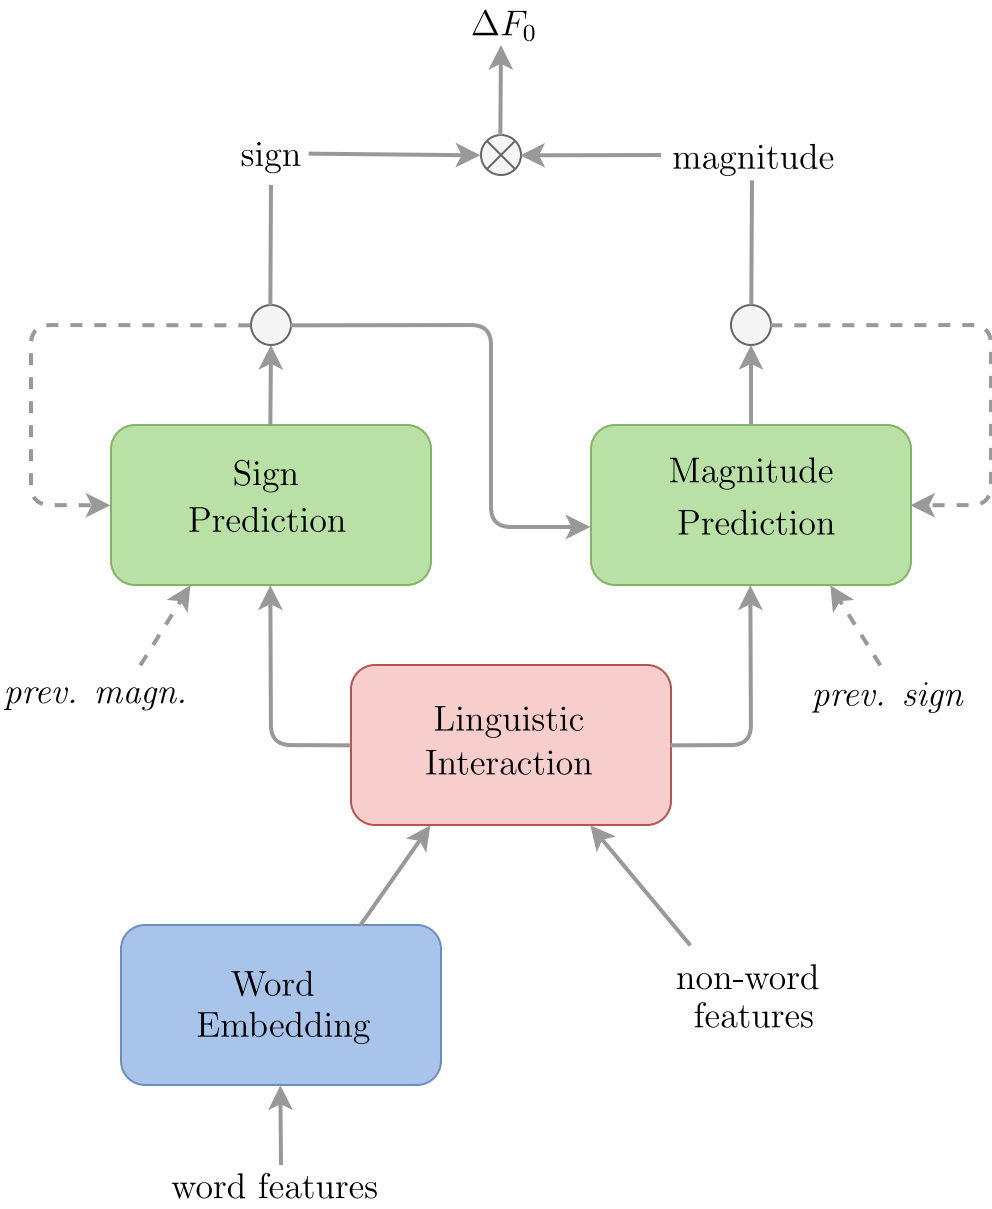 ΔF₀
sign
magnitude
Sign
Prediction
Magnitude
Prediction
prev. magn.
prev. sign
Linguistic
Interaction
Word
Embedding
non-word
features
word features